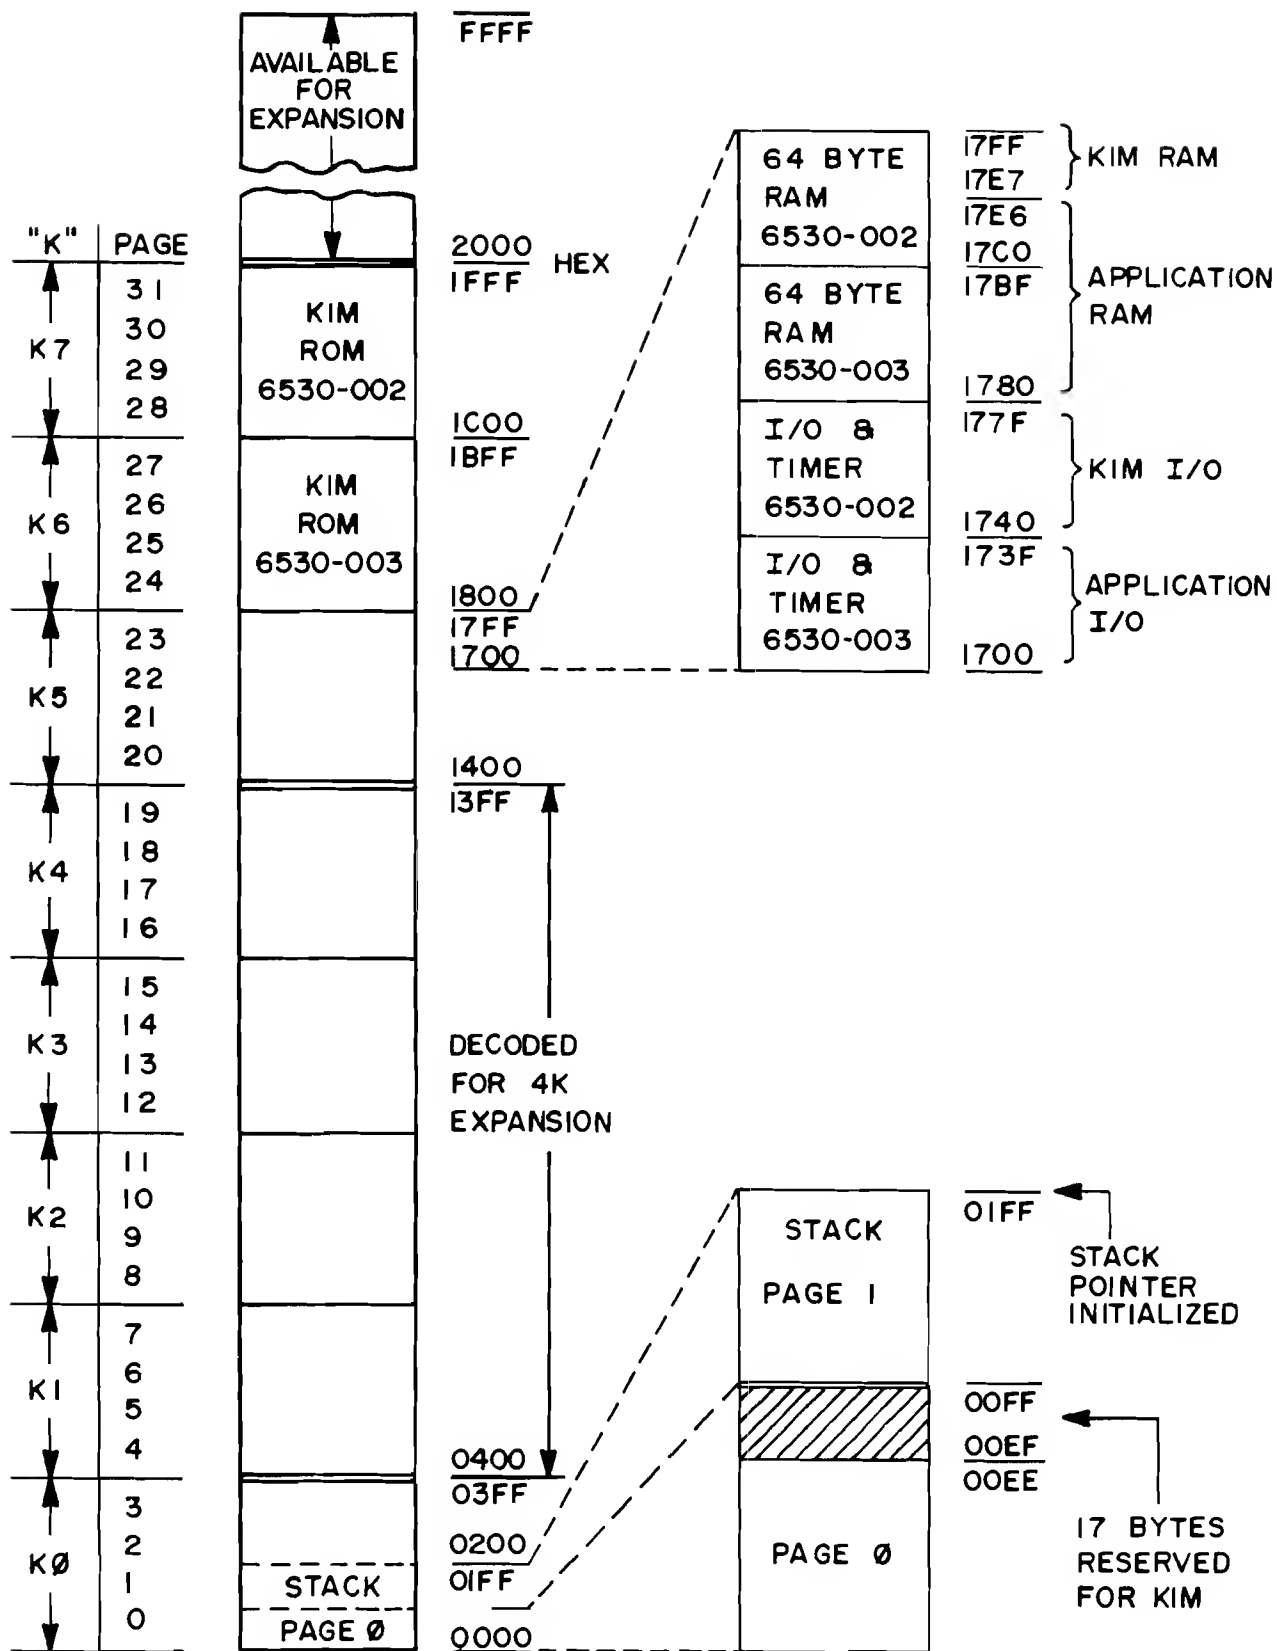 FFFF
AVAILABLE
FOR
EXPANSION
"K" PAGE
2000
1FFF
HEX
K7
31
30
29
28
KIM
ROM
6530-002
1C00
1BFF
K6
27
26
25
24
KIM
ROM
6530-003
1800
17FF
1700
K5
23
22
21
20
1400
13FF
K4
19
18
17
16
K3
15
14
13
12
DECODED
FOR 4K
EXPANSION
K2
11
10
9
8
K1
7
6
5
4
0400
03FF
KØ
3
2
1
0
0200
01FF
STACK
PAGE Ø
0000
64 BYTE
RAM
6530-002
17FF
17E7
KIM RAM
17E6
17C0
64 BYTE
RAM
6530-003
17BF
1780
APPLICATION
RAM
I/O &
TIMER
6530-002
177F
1740
KIM I/O
I/O &
TIMER
6530-003
173F
1700
APPLICATION
I/O
STACK
PAGE 1
01FF
STACK
POINTER
INITIALIZED
00FF
00EF
00EE
PAGE Ø
17 BYTES
RESERVED
FOR KIM